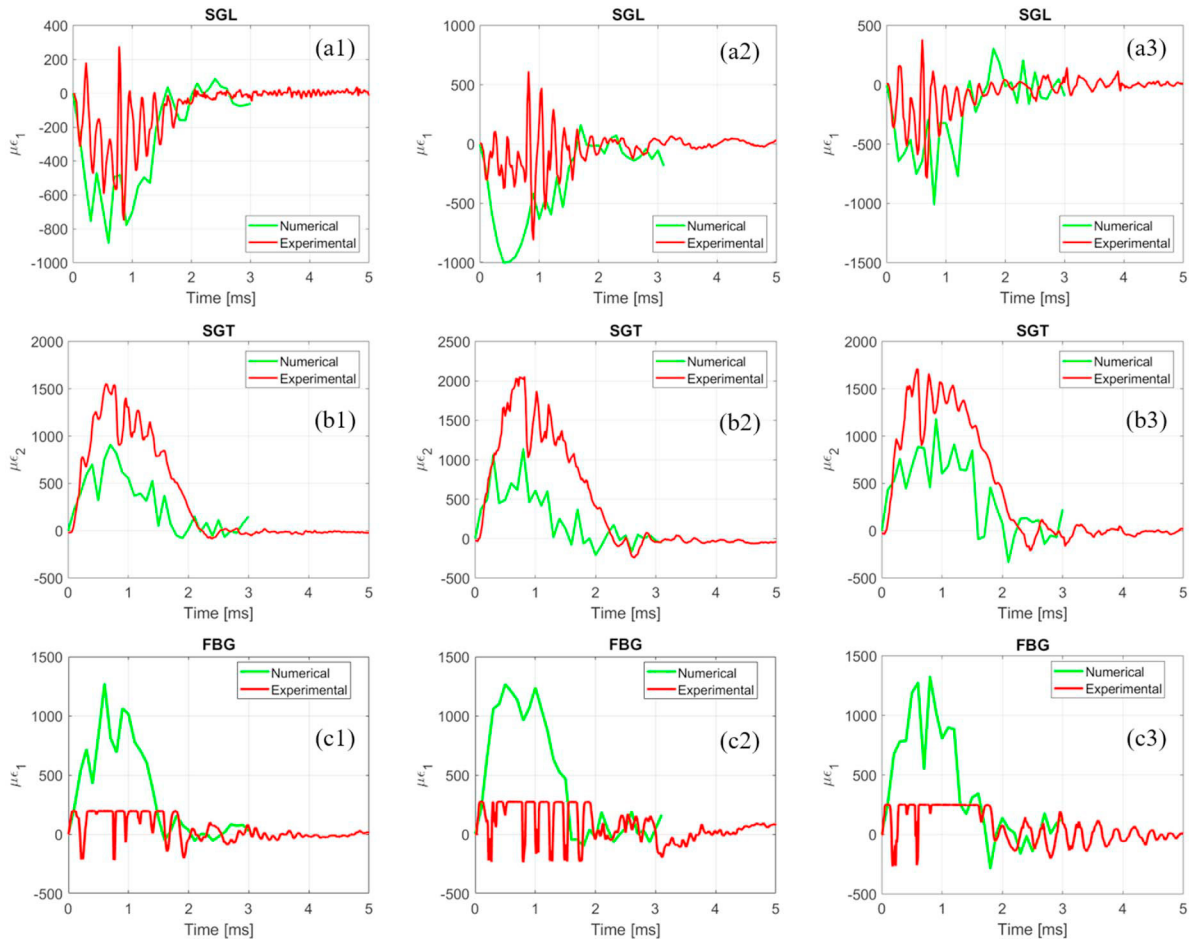 SGL
(a1)
με1
400
200
0
-200
-400
-600
-800
-1000
Numerical
Experimental
0 1 2 3 4 5
Time [ms]
SGL
(a2)
με1
1000
500
0
-500
-1000
Numerical
Experimental
0 1 2 3 4 5
Time [ms]
SGL
(a3)
με1
500
0
-500
-1000
-1500
Numerical
Experimental
0 1 2 3 4 5
Time [ms]
SGT
Numerical
Experimental
(b1)
με2
2000
1500
1000
500
0
-500
0 1 2 3 4 5
Time [ms]
SGT
Numerical
Experimental
(b2)
με2
2500
2000
1500
1000
500
0
-500
0 1 2 3 4 5
Time [ms]
SGT
Numerical
Experimental
(b3)
με2
2000
1500
1000
500
0
-500
0 1 2 3 4 5
Time [ms]
FBG
Numerical
Experimental
(c1)
με1
1500
1000
500
0
-500
0 1 2 3 4 5
Time [ms]
FBG
Numerical
Experimental
(c2)
με1
1500
1000
500
0
-500
0 1 2 3 4 5
Time [ms]
FBG
Numerical
Experimental
(c3)
με1
1500
1000
500
0
-500
0 1 2 3 4 5
Time [ms]